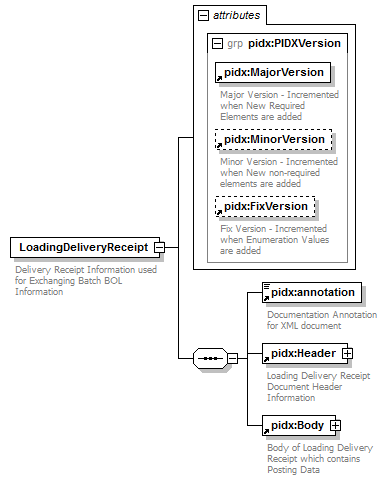 attributes
grp pidx:PIDXVersion
pidx:MajorVersion
Major Version - Incremented
when New Required
Elements are added
pidx:MinorVersion
Minor Version - Incremented
when New non-required
elements are added
pidx:FixVersion
Fix Version - Incremented
when Enumeration Values
are added
LoadingDeliveryReceipt
Delivery Receipt Information used
for Exchanging Batch BOL
Information
pidx:annotation
Documentation Annotation
for XML document
pidx:Header
Loading Delivery Receipt
Document Header
Information
pidx:Body
Body of Loading Delivery
Receipt which contains
Posting Data